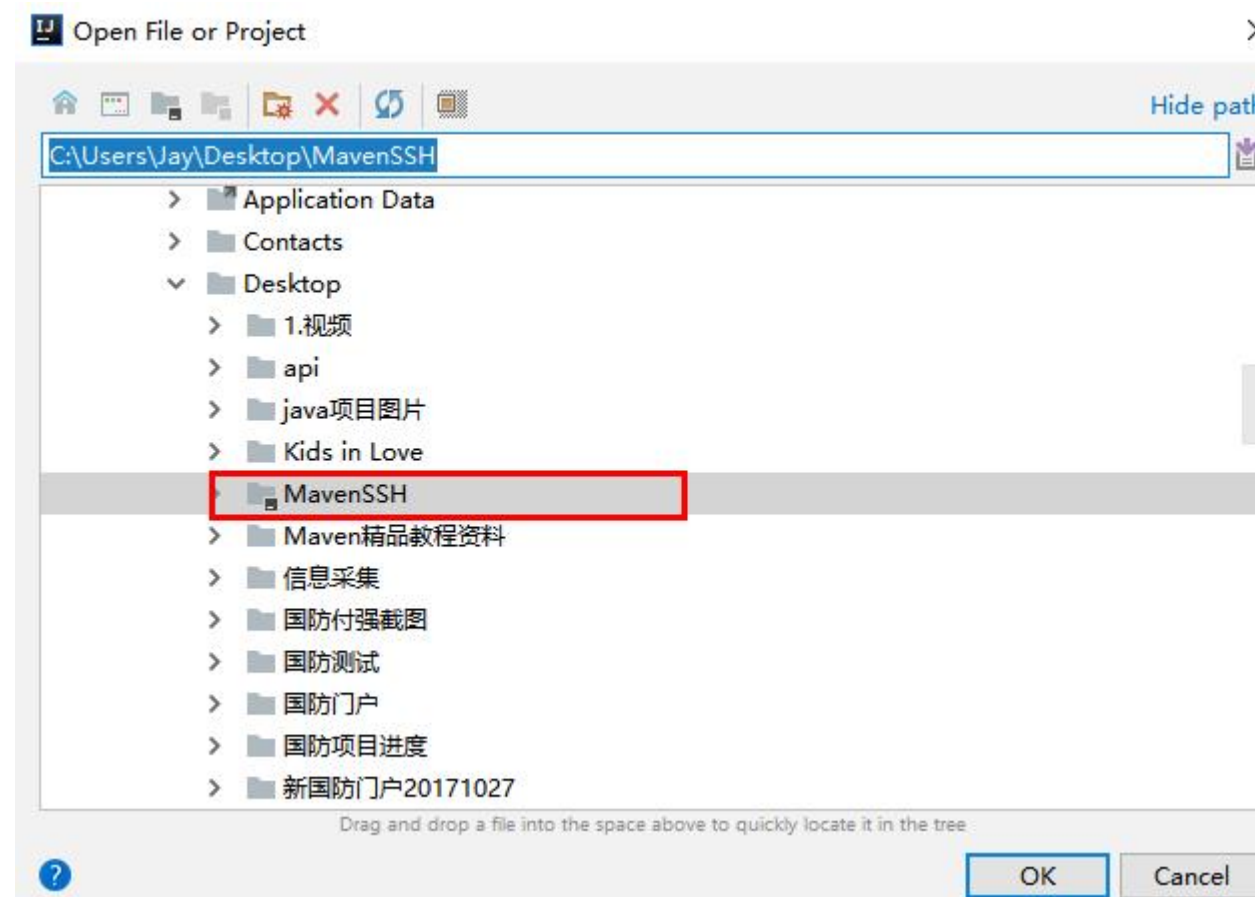 Open File or Project
Hide path
C:\Users\Jay\Desktop\MavenSSH
Application Data
Contacts
Desktop
1.视频
api
java项目图片
Kids in Love
MavenSSH
Maven精品教程资料
信息采集
国防付强截图
国防测试
国防门户
国防项目进度
新国防门户20171027
Drag and drop a file into the space above to quickly locate it in the tree
?
OK
Cancel